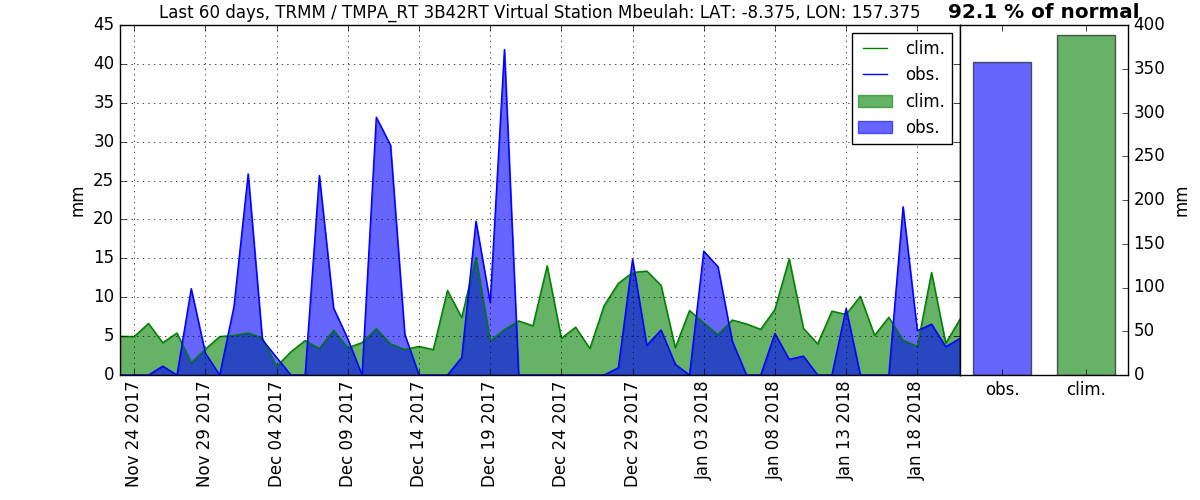 Last 60 days, TRMM / TMPA_RT 3B42RT Virtual Station Mbeulah: LAT: -8.375, LON: 157.375
92.1 % of normal
45
40
35
30
25
20
15
10
5
0
mm
clim.
obs.
clim.
obs.
400
350
300
250
200
150
100
50
0
mm
obs.
clim.
Nov 24 2017
Nov 29 2017
Dec 04 2017
Dec 09 2017
Dec 14 2017
Dec 19 2017
Dec 24 2017
Dec 29 2017
Jan 03 2018
Jan 08 2018
Jan 13 2018
Jan 18 2018